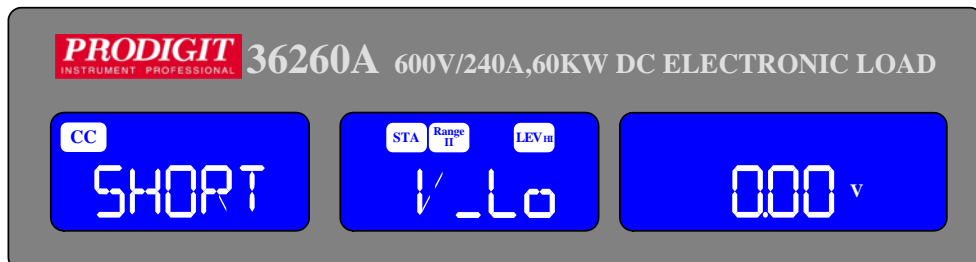 PRODIGIT
INSTRUMENT PROFESSIONAL
36260A 600V/240A,60KW DC ELECTRONIC LOAD
CC
SHORT
STA Range II LEV HI
V_Lo
0.00 V